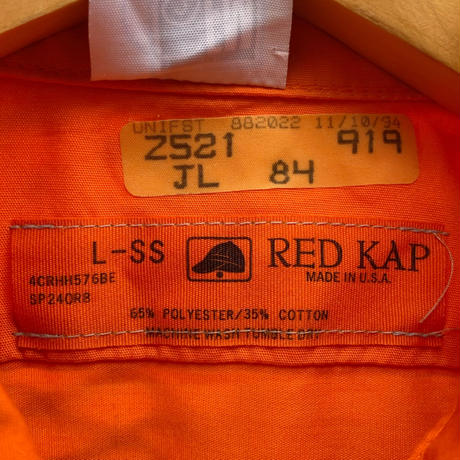 UNIFST 882022 11/10/94
Z521 919
JL 84
L-SS RED KAP
4CRHH576BE MADE IN U.S.A.
SP240R8
65% POLYESTER/35% COTTON
MACHINE WASH TUMBLE DRY